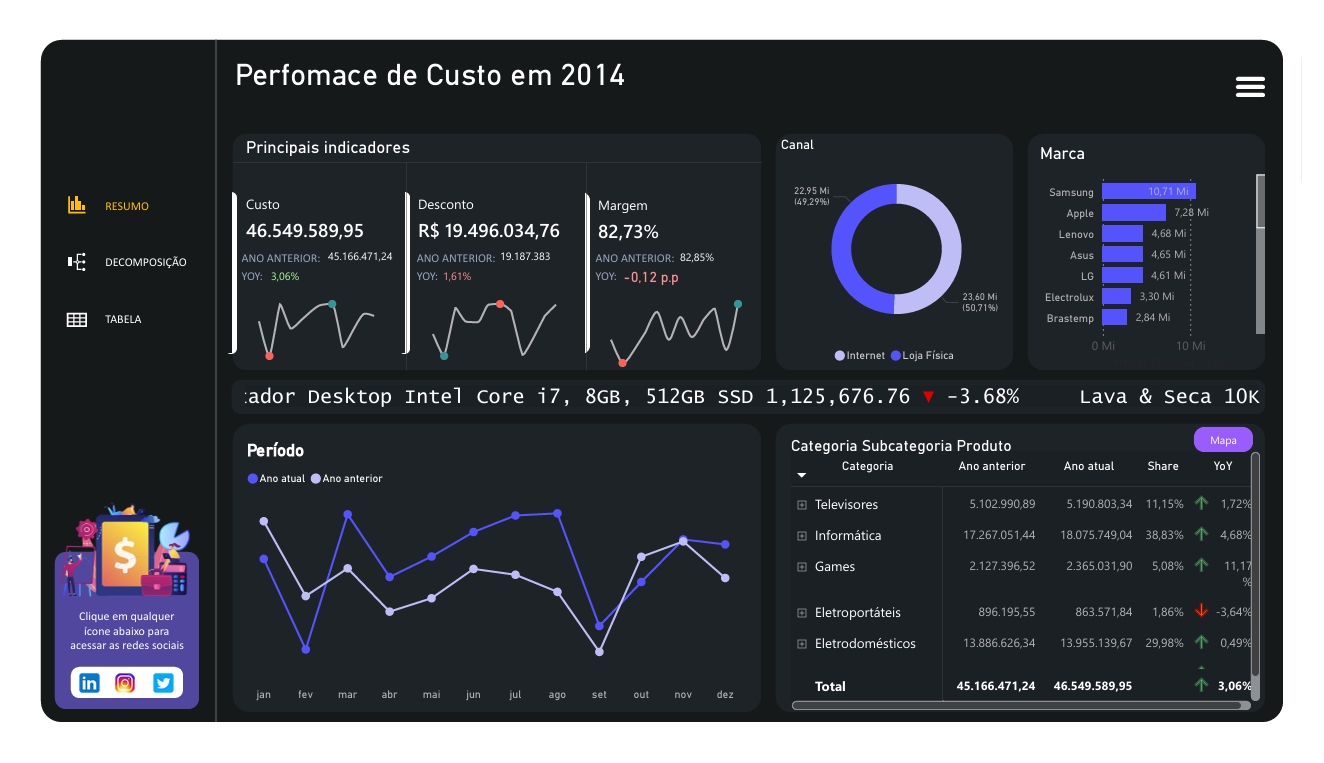 Perfomace de Custo em 2014
RESUMO
DECOMPOSIÇÃO
TABELA
Clique em qualquer
ícone abaixo para
acessar as redes sociais
in
Principais indicadores
Custo
46.549.589,95
ANO ANTERIOR: 45.166.471,24
YOY: 3,06%
Desconto
R$ 19.496.034,76
ANO ANTERIOR: 19.187.383
YOY: 1,61%
Margem
82,73%
ANO ANTERIOR: 82,85%
YOY: -0,12 p.p
Canal
22,95 Mi
(49,29%)
23,60 Mi
(50,71%)
Internet Loja Física
Marca
Samsung 10,71 Mi
Apple 7,28 Mi
Lenovo 4,68 Mi
Asus 4,65 Mi
LG 4,61 Mi
Electrolux 3,30 Mi
Brastemp 2,84 Mi
0 Mi 10 Mi
tador Desktop Intel Core i7, 8GB, 512GB SSD 1,125,676.76 ▼ -3.68% Lava & Seca 10K
Período
Ano atual Ano anterior
jan fev mar abr mai jun jul ago set out nov dez
Categoria Subcategoria Produto
Mapa
Categoria Ano anterior Ano atual Share YoY
Televisores 5.102.990,89 5.190.803,34 11,15% 1,72%
Informática 17.267.051,44 18.075.749,04 38,83% 4,68%
Games 2.127.396,52 2.365.031,90 5,08% 11,17
%
Eletroportáteis 896.195,55 863.571,84 1,86% -3,64%
Eletrodomésticos 13.886.626,34 13.955.139,67 29,98% 0,49%
Total 45.166.471,24 46.549.589,95 3,06%